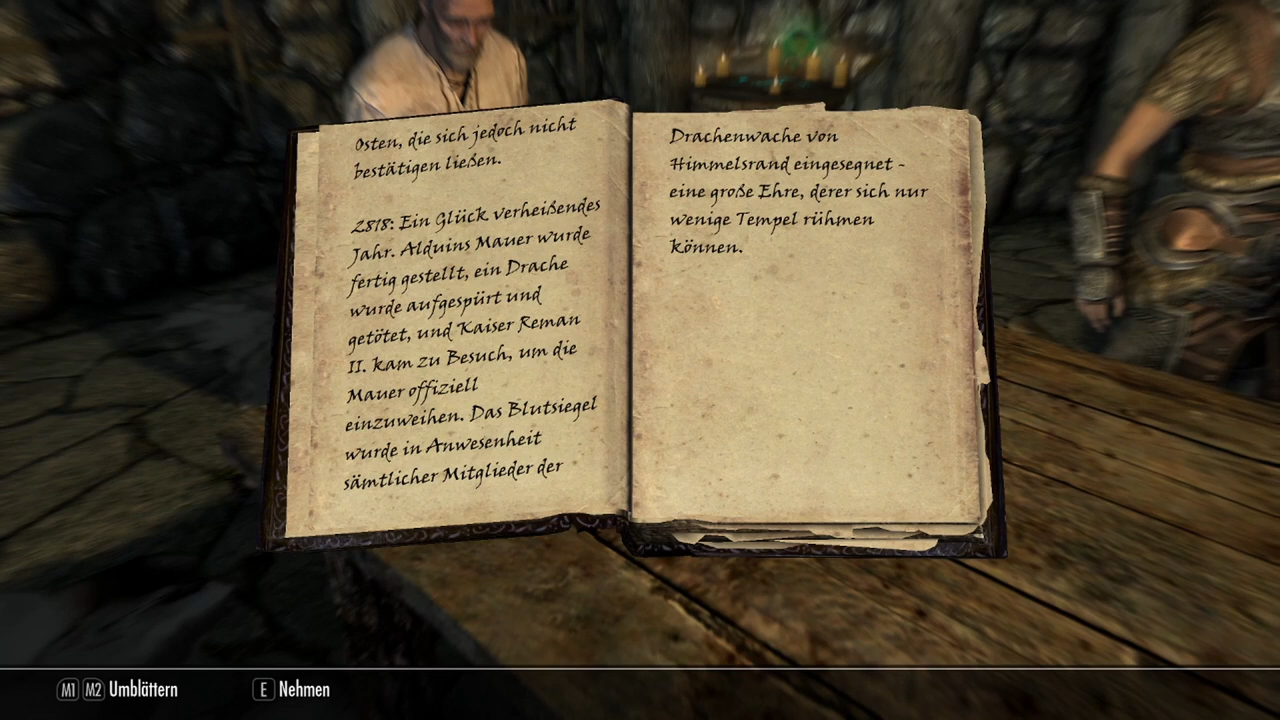 Osten, die sich jedoch nicht
bestätigen ließen.
2818: Ein Glück verheißendes
Jahr. Alduins Mauer wurde
fertig gestellt, ein Drache
wurde aufgespürt und
getötet, und Kaiser Reman
II. kam zu Besuch, um die
Mauer offiziell
einzuweihen. Das Blutsiegel
wurde in Anwesenheit
sämtlicher Mitglieder der
Drachenwache von
Himmelsrand eingesegnet -
eine große Ehre, derer sich nur
wenige Tempel rühmen
können.
M1 M2 Umblättern
E Nehmen